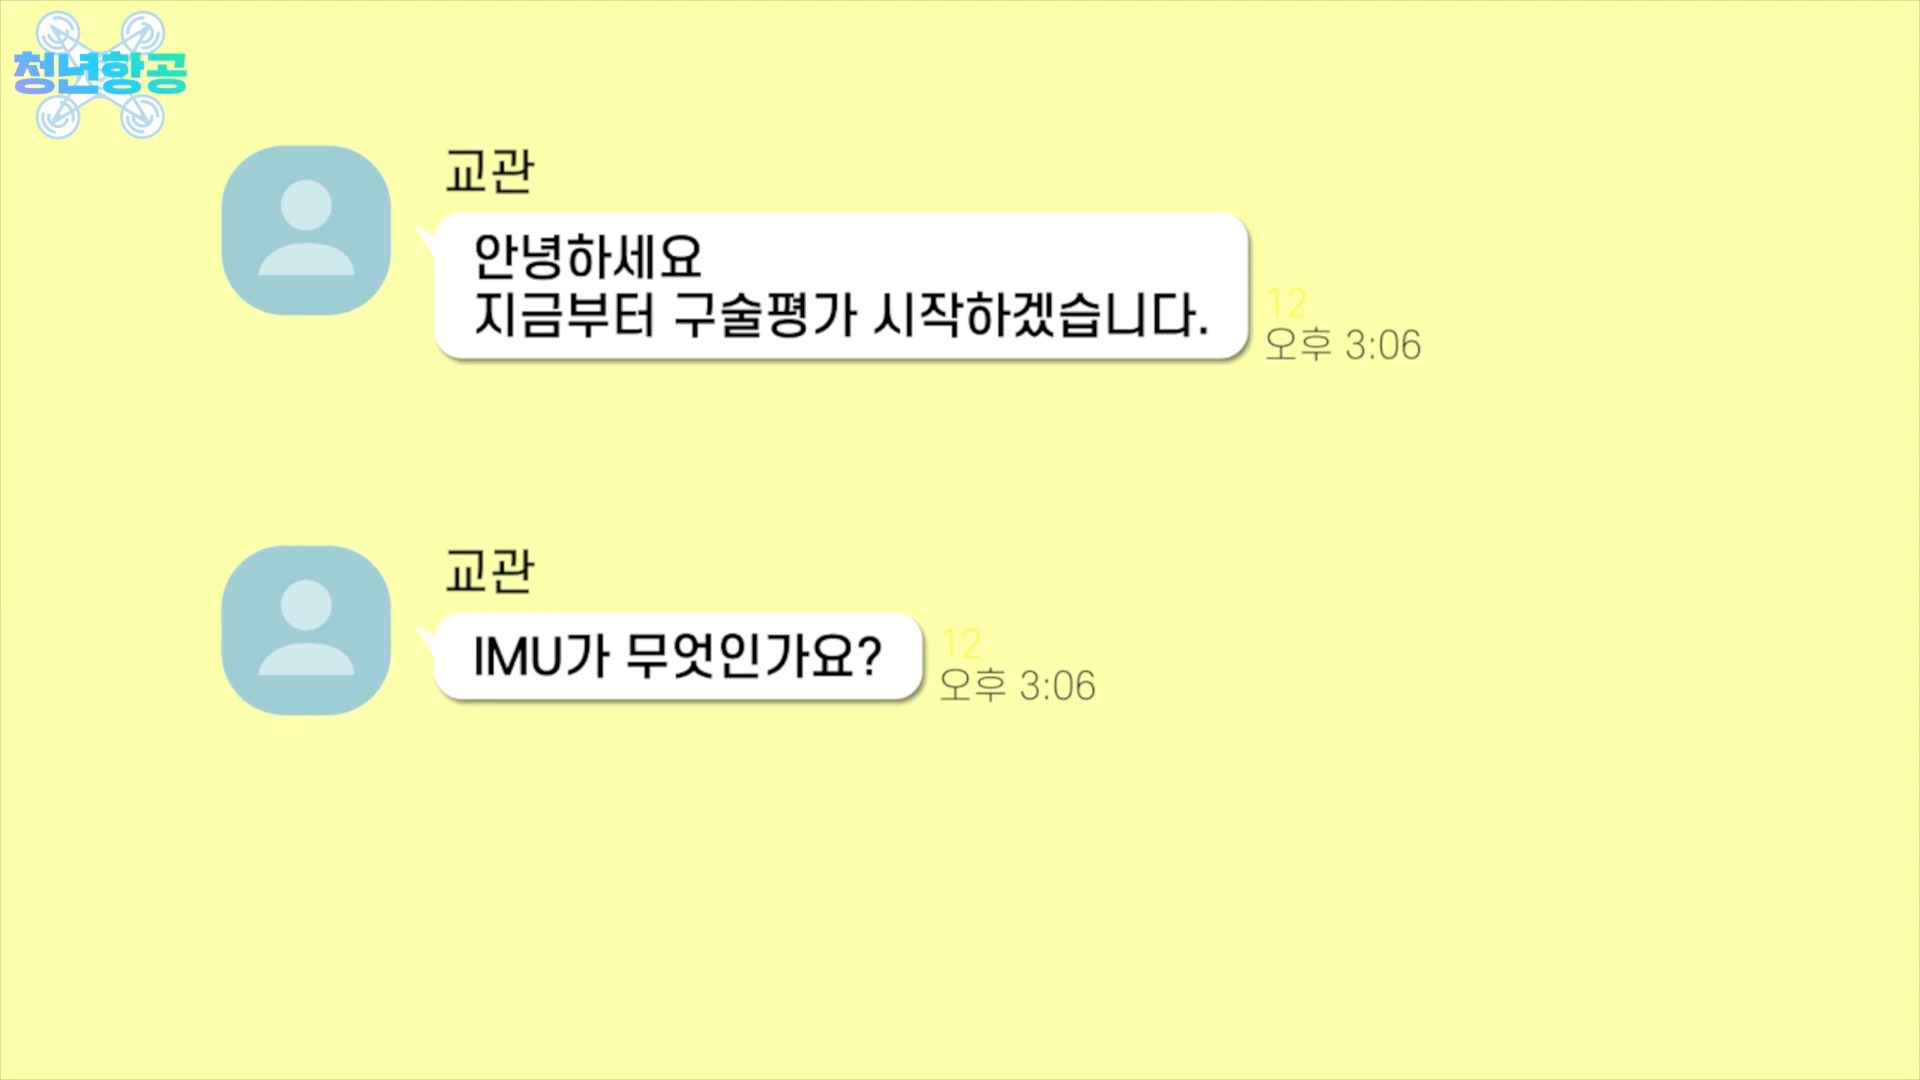 청년항공
교관
안녕하세요
지금부터 구술평가 시작하겠습니다.
12
오후 3:06
교관
IMU가 무엇인가요?
12
오후 3:06